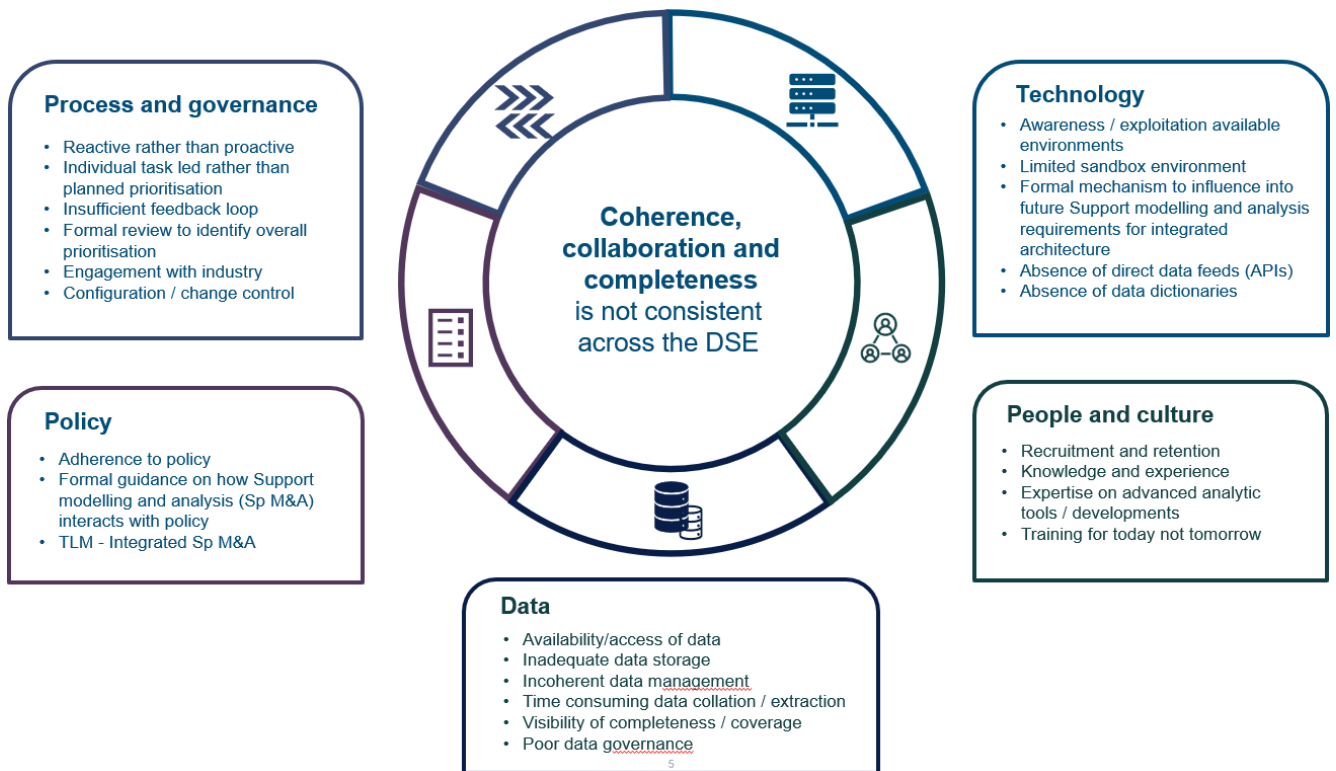 Process and governance
• Reactive rather than proactive
• Individual task led rather than
planned prioritisation
• Insufficient feedback loop
• Formal review to identify overall
prioritisation
• Engagement with industry
• Configuration / change control
Policy
• Adherence to policy
• Formal guidance on how Support
modelling and analysis (Sp M&A)
interacts with policy
• TLM - Integrated Sp M&A
Coherence,
collaboration and
completeness
is not consistent
across the DSE
Technology
• Awareness / exploitation available
environments
• Limited sandbox environment
• Formal mechanism to influence into
future Support modelling and analysis
requirements for integrated
architecture
• Absence of direct data feeds (APIs)
• Absence of data dictionaries
People and culture
• Recruitment and retention
• Knowledge and experience
• Expertise on advanced analytic
tools / developments
• Training for today not tomorrow
Data
• Availability/access of data
• Inadequate data storage
• Incoherent data management
• Time consuming data collation / extraction
• Visibility of completeness / coverage
• Poor data governance
5